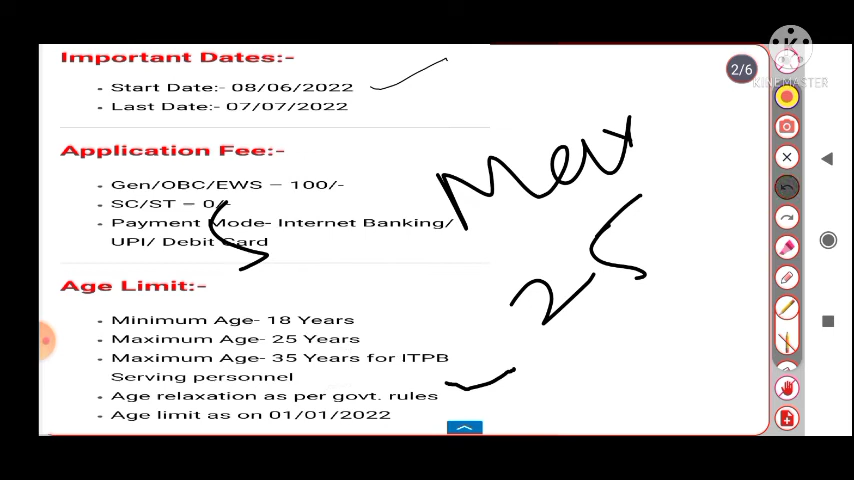 Important Dates:-
Start Date:- 08/06/2022
Last Date:- 07/07/2022
Application Fee:-
Gen/OBC/EWS – 100/-
SC/ST – 0/-
Payment Mode- Internet Banking/
UPI/ Debit Card
Age Limit:-
Minimum Age- 18 Years
Maximum Age- 25 Years
Maximum Age- 35 Years for ITPB
Serving personnel
Age relaxation as per govt. rules
Age limit as on 01/01/2022
Max
25
2/6
K
KINEMASTER